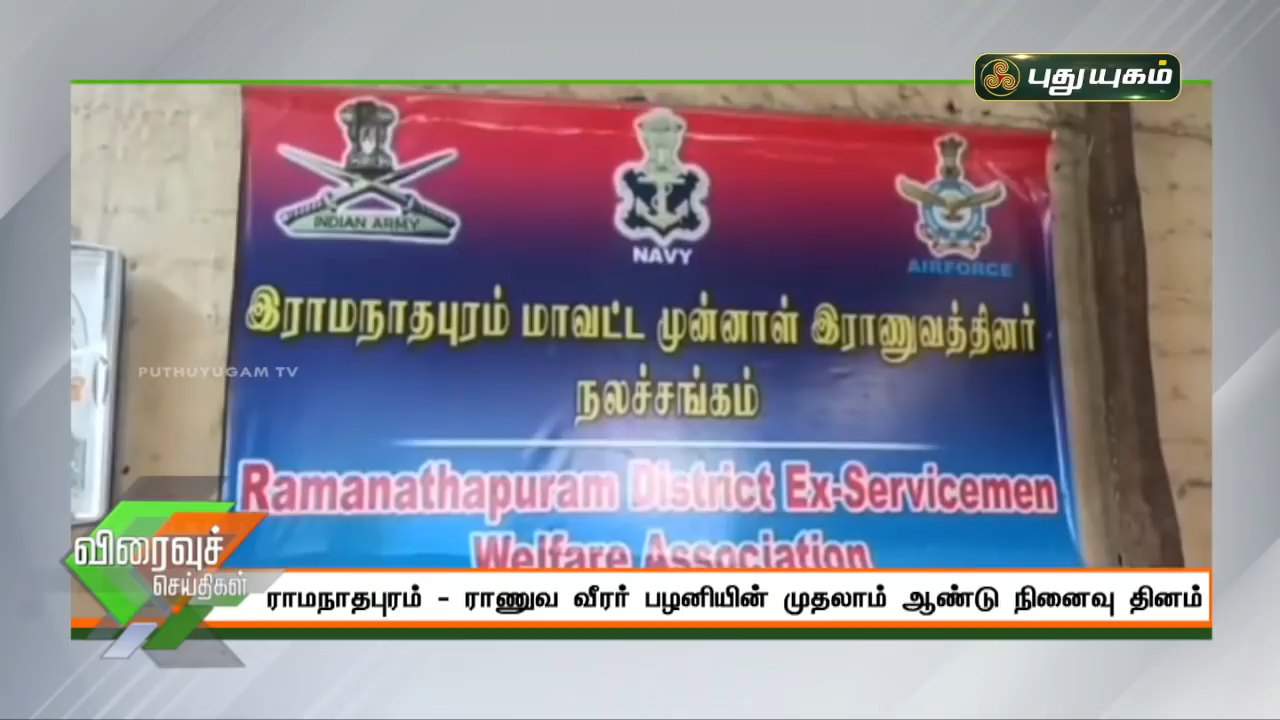 புதுயுகம்
INDIAN ARMY
NAVY
AIRFORCE
இராமநாதபுரம் மாவட்ட முன்னாள் இராணுவத்தினர்
நலச்சங்கம்
PUTHUYUGAM TV
Ramanathapuram District Ex-Servicemen
Welfare Association
விரைவுச்
செய்திகள்
ராமநாதபுரம் - ராணுவ வீரர் பழனியின் முதலாம் ஆண்டு நினைவு தினம்